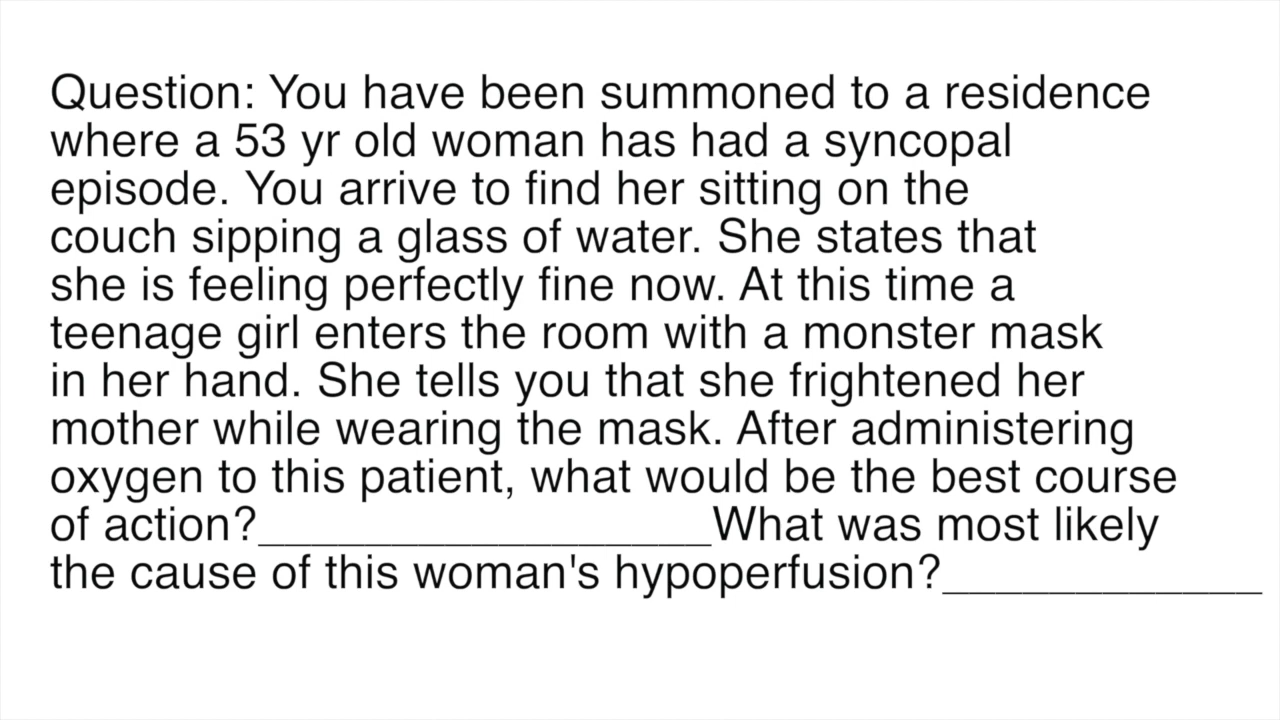 Question: You have been summoned to a residence
where a 53 yr old woman has had a syncopal
episode. You arrive to find her sitting on the
couch sipping a glass of water. She states that
she is feeling perfectly fine now. At this time a
teenage girl enters the room with a monster mask
in her hand. She tells you that she frightened her
mother while wearing the mask. After administering
oxygen to this patient, what would be the best course
of action?_________________What was most likely
the cause of this woman's hypoperfusion?____________